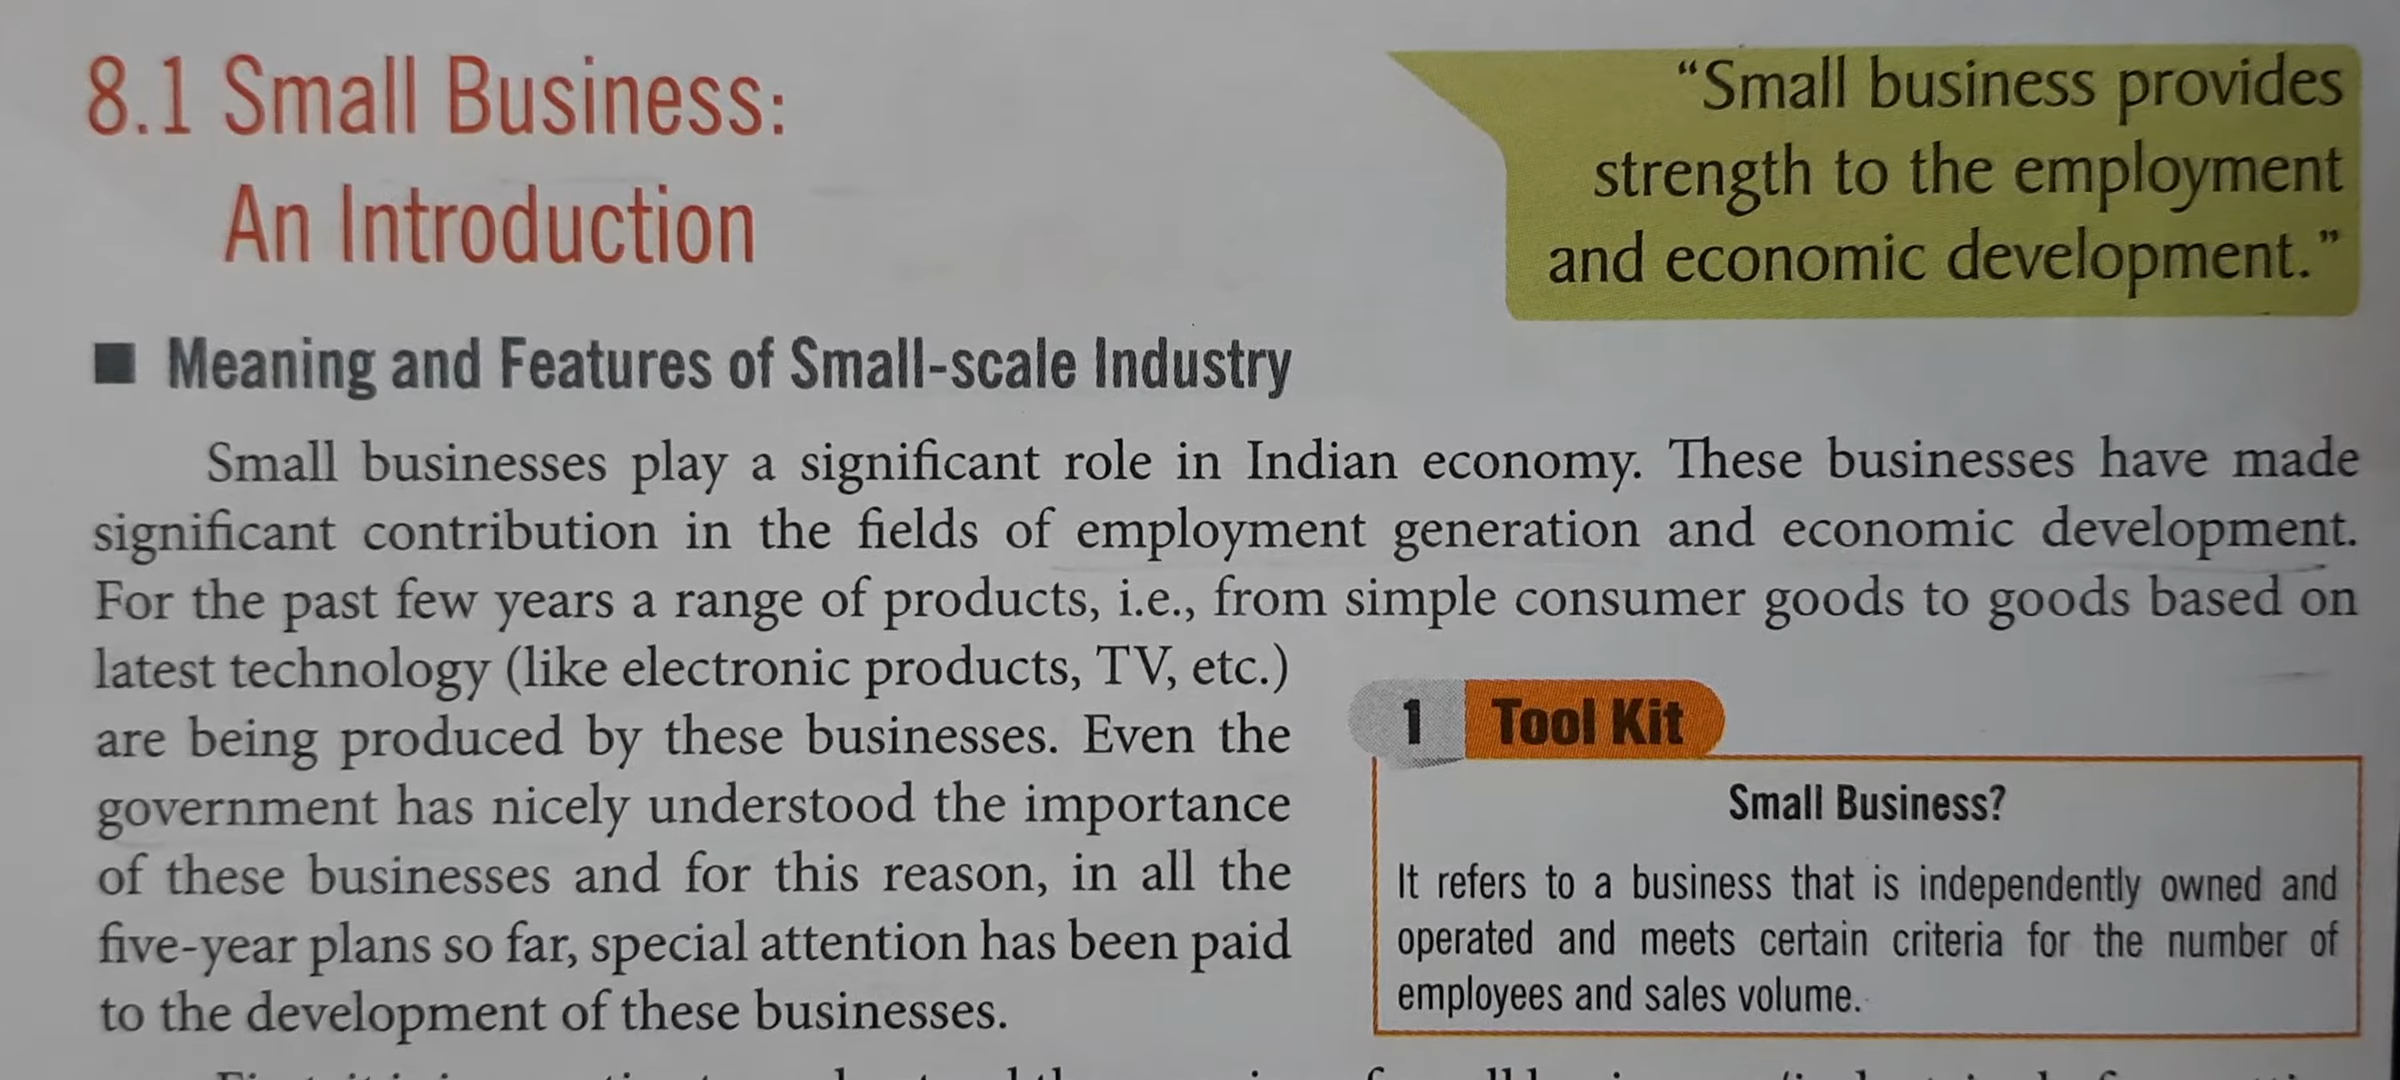 8.1 Small Business:
An Introduction
“Small business provides
strength to the employment
and economic development.”
■ Meaning and Features of Small-scale Industry
Small businesses play a significant role in Indian economy. These businesses have made
significant contribution in the fields of employment generation and economic development.
For the past few years a range of products, i.e., from simple consumer goods to goods based on
latest technology (like electronic products, TV, etc.)
are being produced by these businesses. Even the
government has nicely understood the importance
of these businesses and for this reason, in all the
five-year plans so far, special attention has been paid
to the development of these businesses.
1 Tool Kit
Small Business?
It refers to a business that is independently owned and
operated and meets certain criteria for the number of
employees and sales volume.